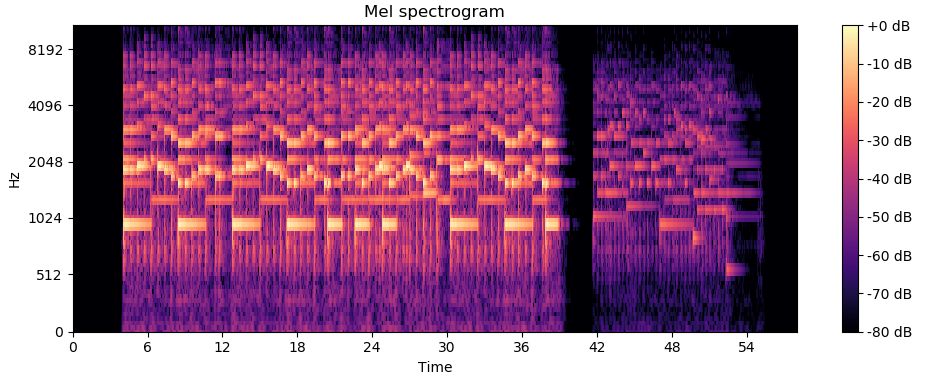 Mel spectrogram
8192
4096
2048
1024
512
0
Hz
0 6 12 18 24 30 36 42 48 54
Time
+0 dB
-10 dB
-20 dB
-30 dB
-40 dB
-50 dB
-60 dB
-70 dB
-80 dB